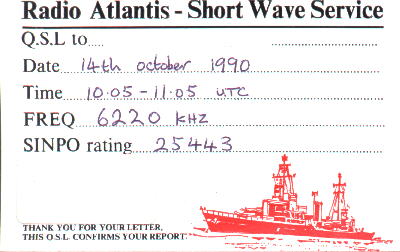 Radio Atlantis - Short Wave Service
Q.S.L to
Date 14th october 1990
Time 10.05 - 11.05 UTC
FREQ 6220 KHZ
SINPO rating 25443
THANK YOU FOR YOUR LETTER,
THIS Q.S.L CONFIRMS YOUR REPORT